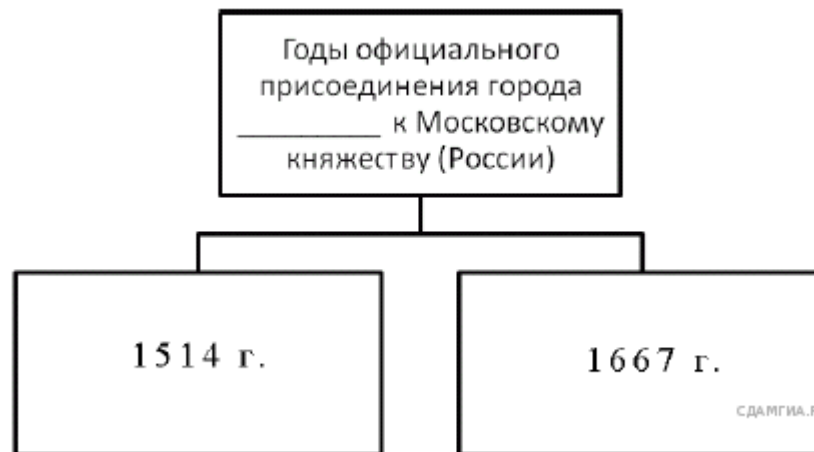 Годы официального
присоединения города
_________ к Московскому
княжеству (России)
1514 г.
1667 г.